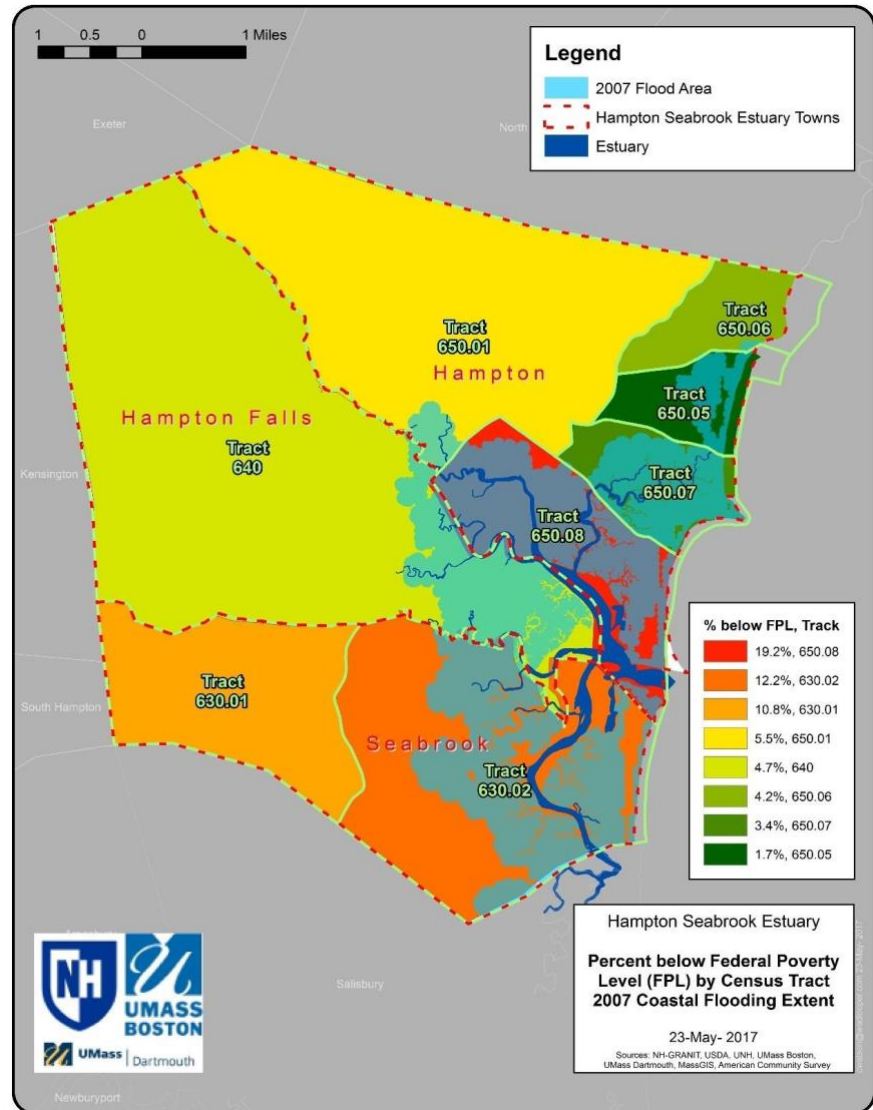 1 0.5 0 1 Miles
Legend
2007 Flood Area
Hampton Seabrook Estuary Towns
Estuary
Exeter
North
Tract
650.06
Tract
650.01
Hampton
Tract
650.05
Hampton Falls
Tract
640
Kensington
Tract
650.07
Tract
650.08
% below FPL, Track
19.2%, 650.08
12.2%, 630.02
10.8%, 630.01
5.5%, 650.01
4.7%, 640
4.2%, 650.06
3.4%, 650.07
1.7%, 650.05
Tract
630.01
South Hampton
Seabrook
Tract
630.02
Hampton Seabrook Estuary
Percent below Federal Poverty
Level (FPL) by Census Tract
2007 Coastal Flooding Extent
23-May- 2017
Sources: NH-GRANIT, USDA, UNH, UMass Boston,
UMass Dartmouth, MassGIS, American Community Survey
NH
UMASS
BOSTON
UMass Dartmouth
Salisbury
Newburyport
23-May- 2017